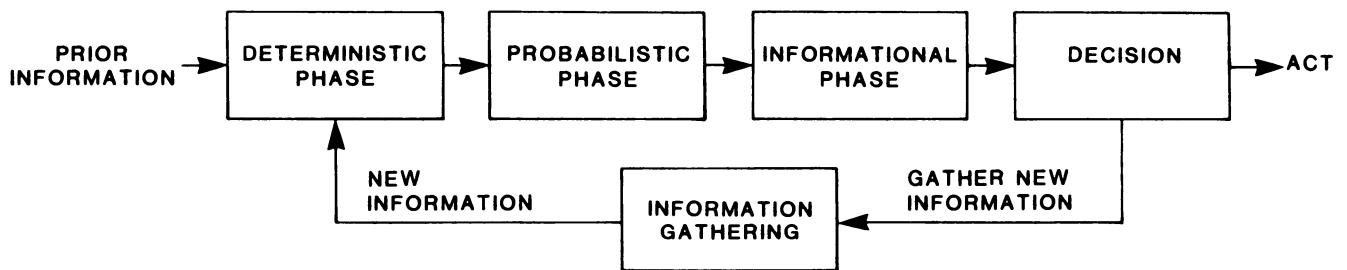 PRIOR
INFORMATION
DETERMINISTIC
PHASE
PROBABILISTIC
PHASE
INFORMATIONAL
PHASE
DECISION
ACT
NEW
INFORMATION
INFORMATION
GATHERING
GATHER NEW
INFORMATION